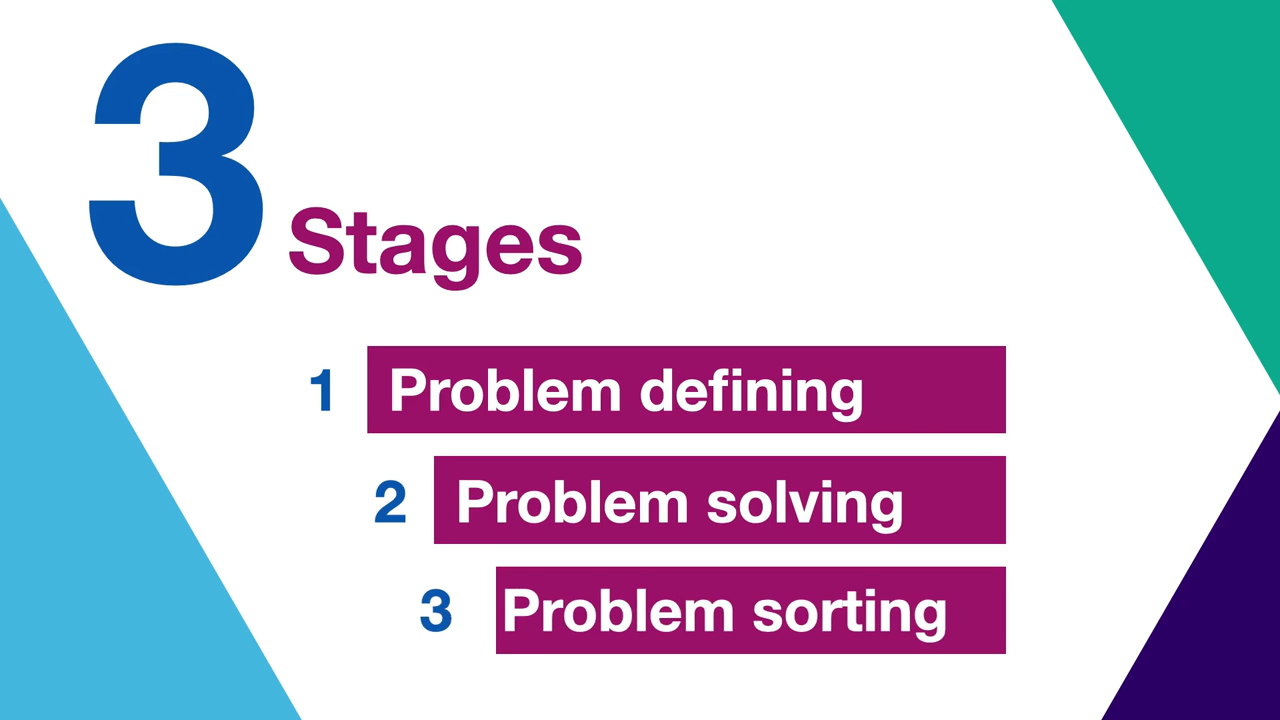 3 Stages
1 Problem defining
2 Problem solving
3 Problem sorting